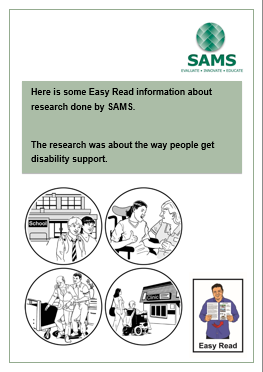 SAMS
EVALUATE • INNOVATE • EDUCATE
Here is some Easy Read information about
research done by SAMS.
The research was about the way people get
disability support.
School
Easy Read